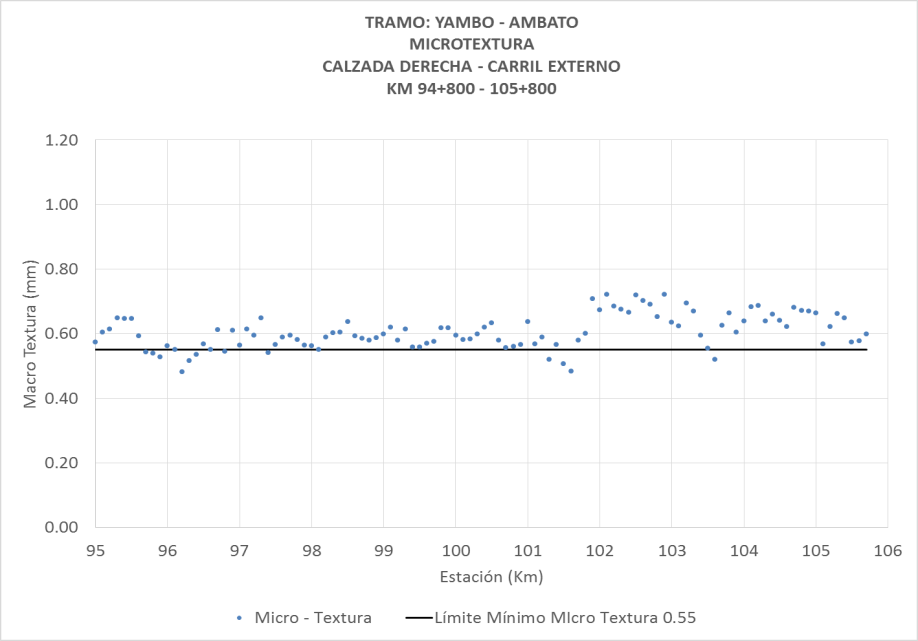 TRAMO: YAMBO - AMBATO
MICROTEXTURA
CALZADA DERECHA - CARRIL EXTERNO
KM 94+800 - 105+800
1.20
1.00
0.80
0.60
0.40
0.20
0.00
Macro Textura (mm)
95 96 97 98 99 100 101 102 103 104 105 106
Estación (Km)
Micro - Textura Límite Mínimo MIcro Textura 0.55